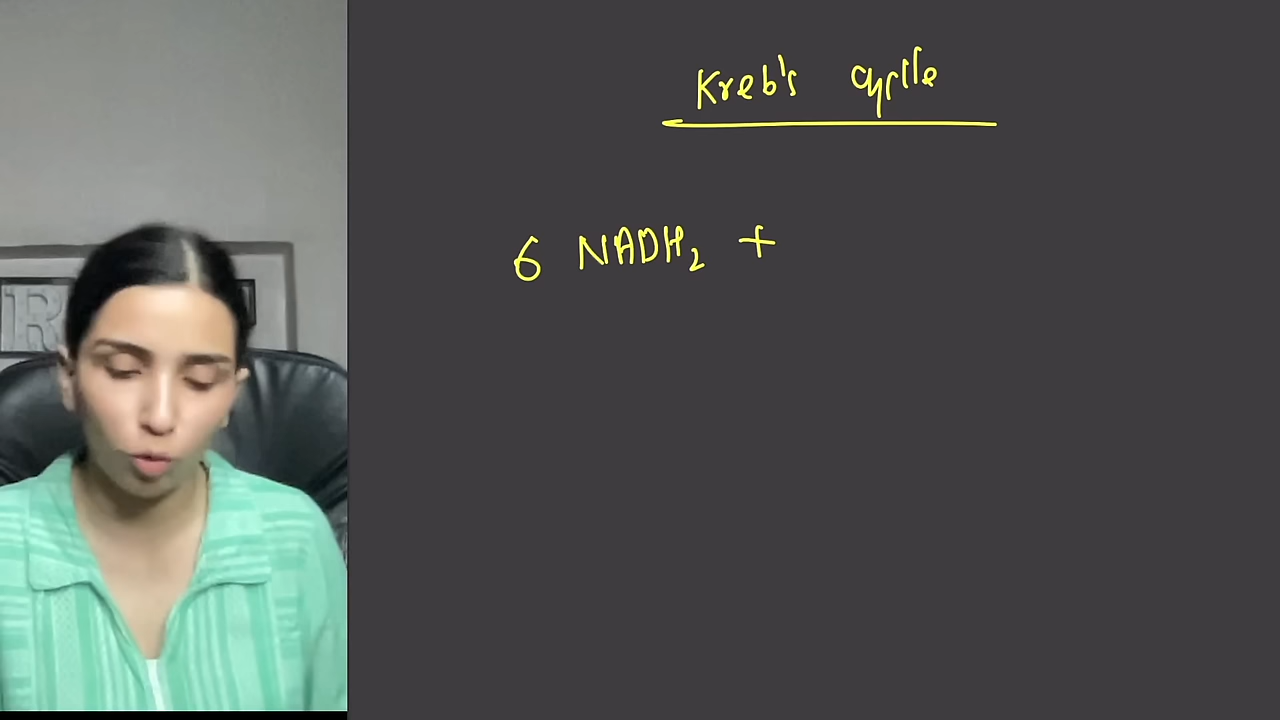 Kreb's cycle
6 NADH₂ +
R